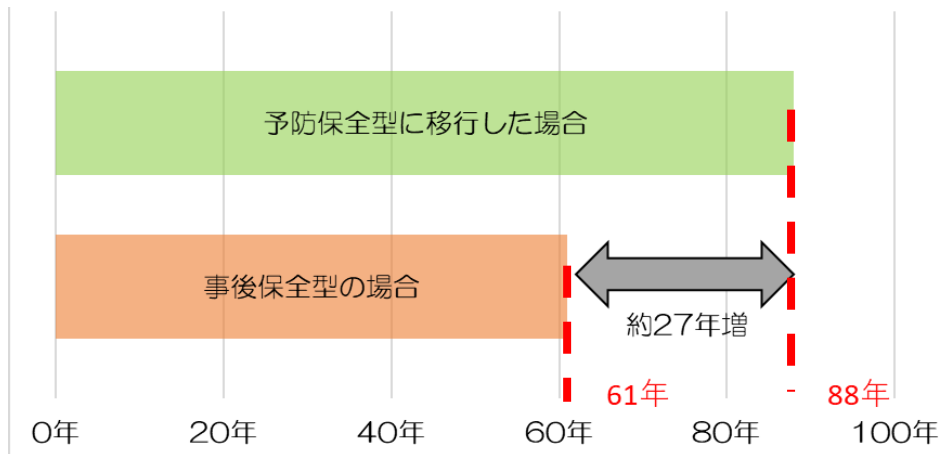 予防保全型に移行した場合
事後保全型の場合
約27年増
61年
88年
0年
20年
40年
60年
80年
100年